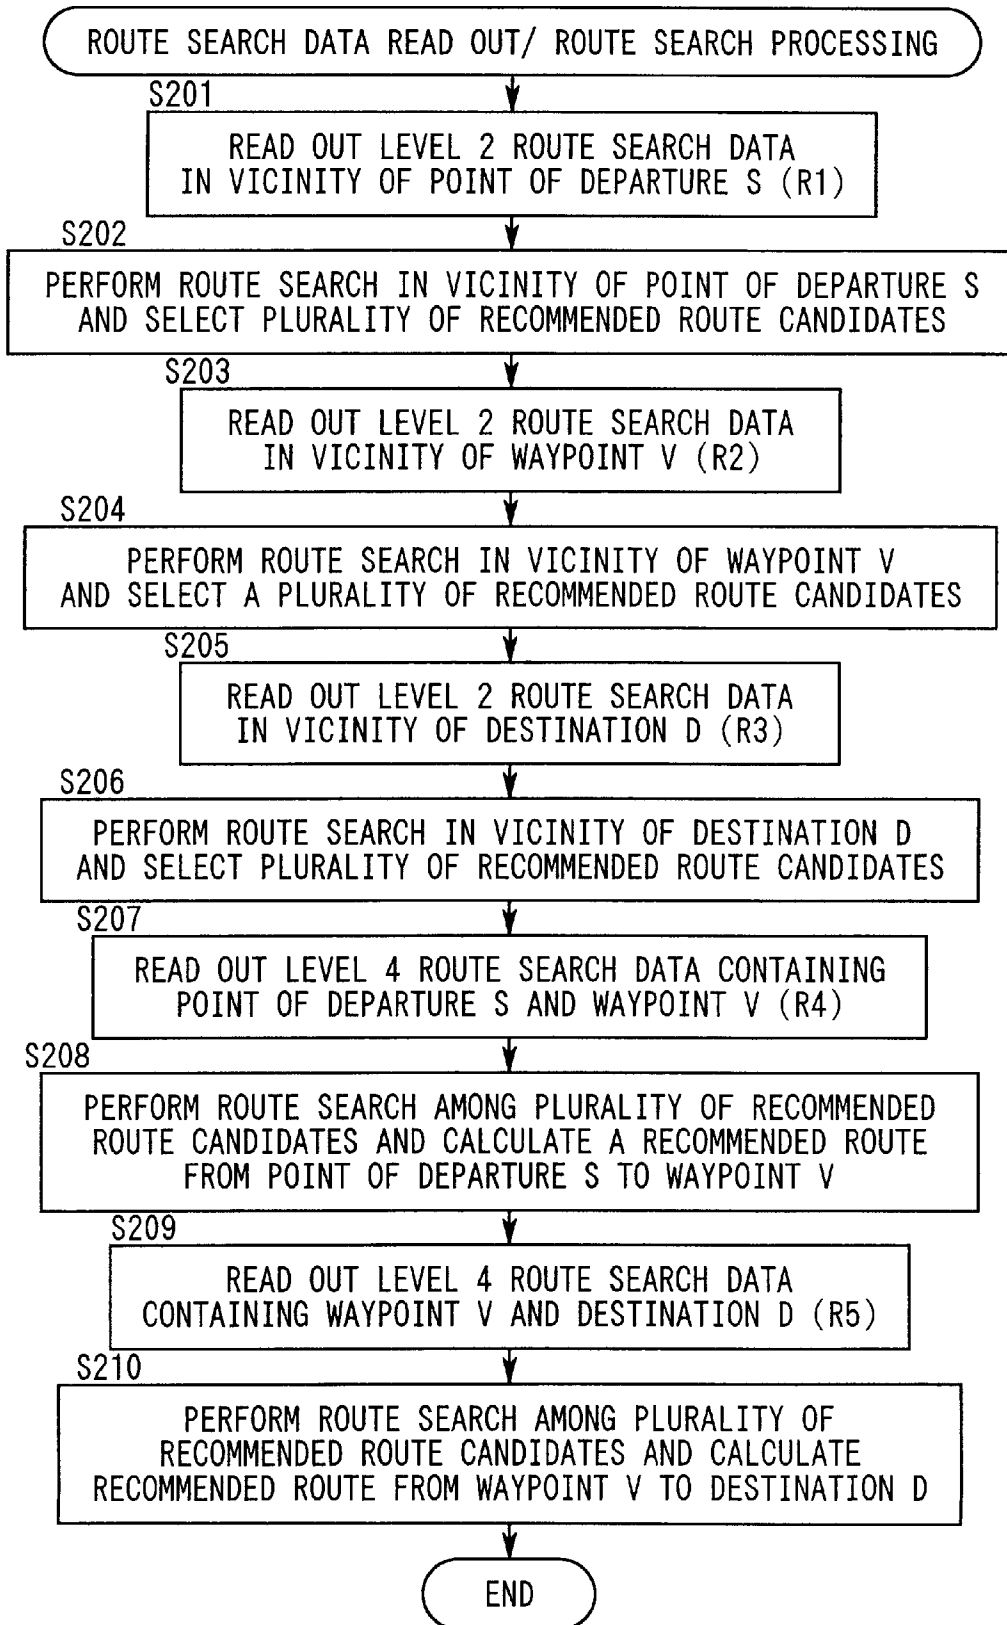 ROUTE SEARCH DATA READ OUT/ ROUTE SEARCH PROCESSING
S201
READ OUT LEVEL 2 ROUTE SEARCH DATA
IN VICINITY OF POINT OF DEPARTURE S (R1)
S202
PERFORM ROUTE SEARCH IN VICINITY OF POINT OF DEPARTURE S
AND SELECT PLURALITY OF RECOMMENDED ROUTE CANDIDATES
S203
READ OUT LEVEL 2 ROUTE SEARCH DATA
IN VICINITY OF WAYPOINT V (R2)
S204
PERFORM ROUTE SEARCH IN VICINITY OF WAYPOINT V
AND SELECT A PLURALITY OF RECOMMENDED ROUTE CANDIDATES
S205
READ OUT LEVEL 2 ROUTE SEARCH DATA
IN VICINITY OF DESTINATION D (R3)
S206
PERFORM ROUTE SEARCH IN VICINITY OF DESTINATION D
AND SELECT PLURALITY OF RECOMMENDED ROUTE CANDIDATES
S207
READ OUT LEVEL 4 ROUTE SEARCH DATA CONTAINING
POINT OF DEPARTURE S AND WAYPOINT V (R4)
S208
PERFORM ROUTE SEARCH AMONG PLURALITY OF RECOMMENDED
ROUTE CANDIDATES AND CALCULATE A RECOMMENDED ROUTE
FROM POINT OF DEPARTURE S TO WAYPOINT V
S209
READ OUT LEVEL 4 ROUTE SEARCH DATA
CONTAINING WAYPOINT V AND DESTINATION D (R5)
S210
PERFORM ROUTE SEARCH AMONG PLURALITY OF
RECOMMENDED ROUTE CANDIDATES AND CALCULATE
RECOMMENDED ROUTE FROM WAYPOINT V TO DESTINATION D
END